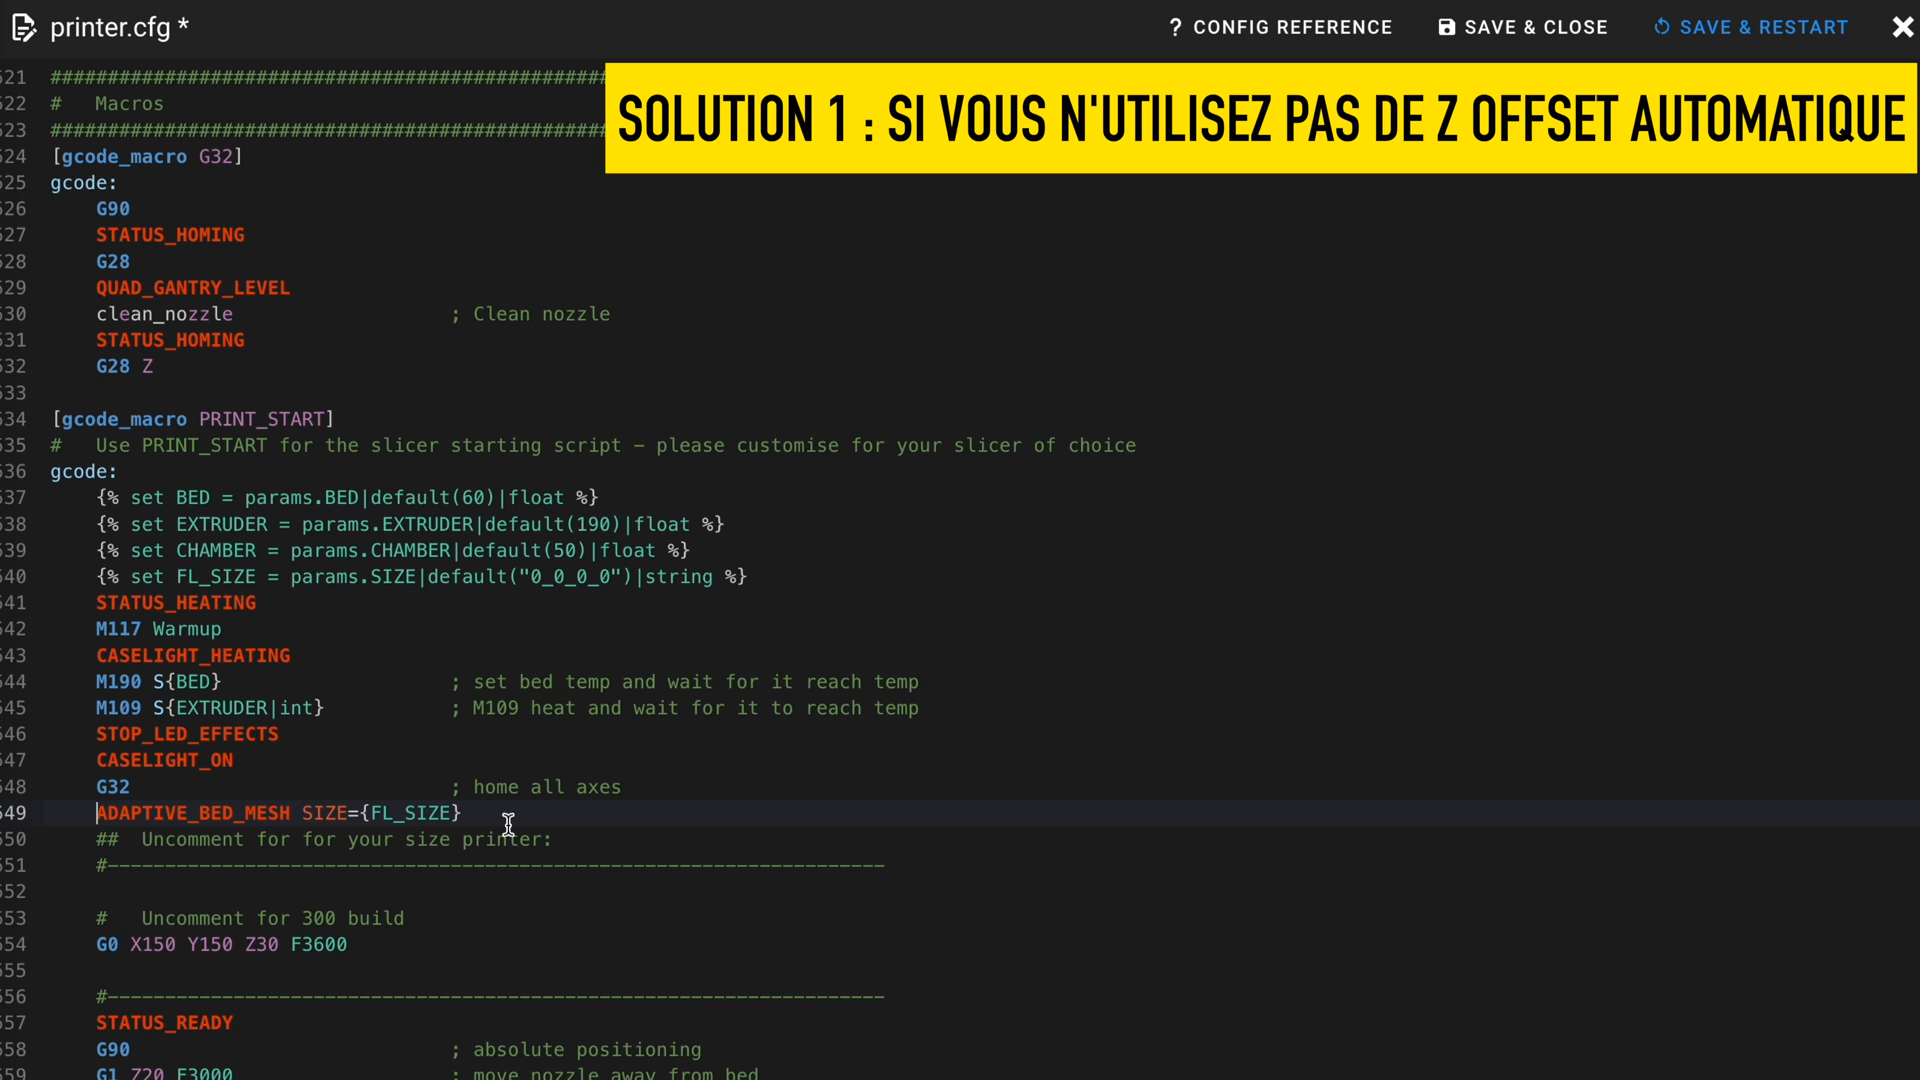 printer.cfg *
? CONFIG REFERENCE SAVE & CLOSE SAVE & RESTART
521 ################################################
SOLUTION 1 : SI VOUS N'UTILISEZ PAS DE Z OFFSET AUTOMATIQUE
522 # Macros
523 ################################################
524 [gcode_macro G32]
525 gcode:
526 G90
527 STATUS_HOMING
528 G28
529 QUAD_GANTRY_LEVEL
530 clean_nozzle ; Clean nozzle
531 STATUS_HOMING
532 G28 Z
533
534 [gcode_macro PRINT_START]
535 # Use PRINT_START for the slicer starting script - please customise for your slicer of choice
536 gcode:
537 {% set BED = params.BED|default(60)|float %}
538 {% set EXTRUDER = params.EXTRUDER|default(190)|float %}
539 {% set CHAMBER = params.CHAMBER|default(50)|float %}
540 {% set FL_SIZE = params.SIZE|default("0_0_0_0")|string %}
541 STATUS_HEATING
542 M117 Warmup
543 CASELIGHT_HEATING
544 M190 S{BED} ; set bed temp and wait for it reach temp
545 M109 S{EXTRUDER|int} ; M109 heat and wait for it to reach temp
546 STOP_LED_EFFECTS
547 CASELIGHT_ON
548 G32 ; home all axes
549 ADAPTIVE_BED_MESH SIZE={FL_SIZE}
550 ## Uncomment for for your size printer:
551 #--------------------------------------------------------------------
552
553 # Uncomment for 300 build
554 G0 X150 Y150 Z30 F3600
555
556 #--------------------------------------------------------------------
557 STATUS_READY
558 G90 ; absolute positioning
559 G1 Z20 F3000 ; move nozzle away from bed